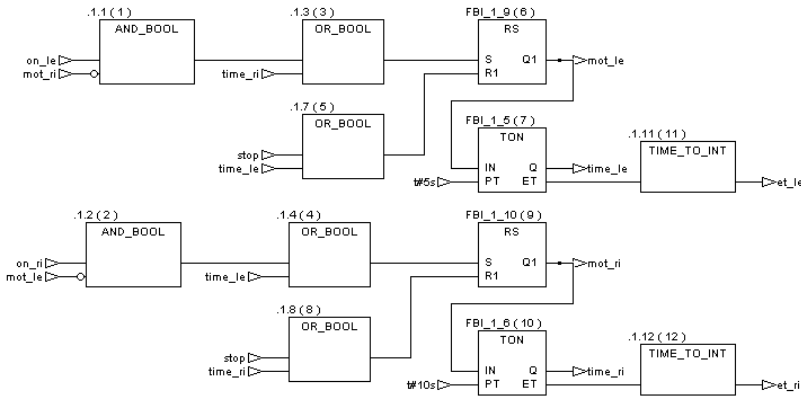 .1.1 (1) .1.3 (3) FBI_1_9 (6)
AND_BOOL OR_BOOL RS
on_le S Q1 mot_le
mot_ri time_ri R1
.1.7 (5) FBI_1_5 (7) .1.11 (11)
OR_BOOL TON TIME_TO_INT
stop IN Q time_le
time_le t#5s PT ET et_le
.1.2 (2) .1.4 (4) FBI_1_10 (9)
AND_BOOL OR_BOOL RS
on_ri S Q1 mot_ri
mot_le time_le R1
.1.8 (8) FBI_1_6 (10) .1.12 (12)
OR_BOOL TON TIME_TO_INT
stop IN Q time_ri
time_ri t#10s PT ET et_ri